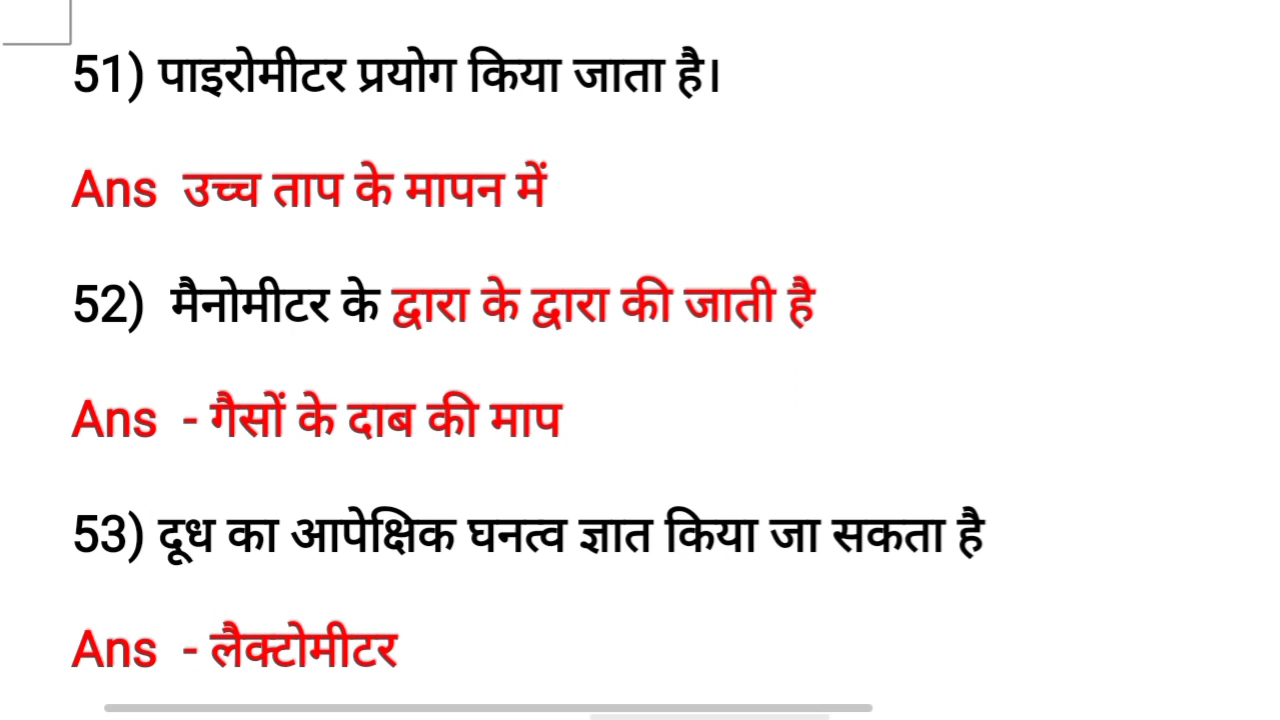 51) पाइरोमीटर प्रयोग किया जाता है।
Ans उच्च ताप के मापन में
52) मैनोमीटर के द्वारा के द्वारा की जाती है
Ans - गैसों के दाब की माप
53) दूध का आपेक्षिक घनत्व ज्ञात किया जा सकता है
Ans - लैक्टोमीटर